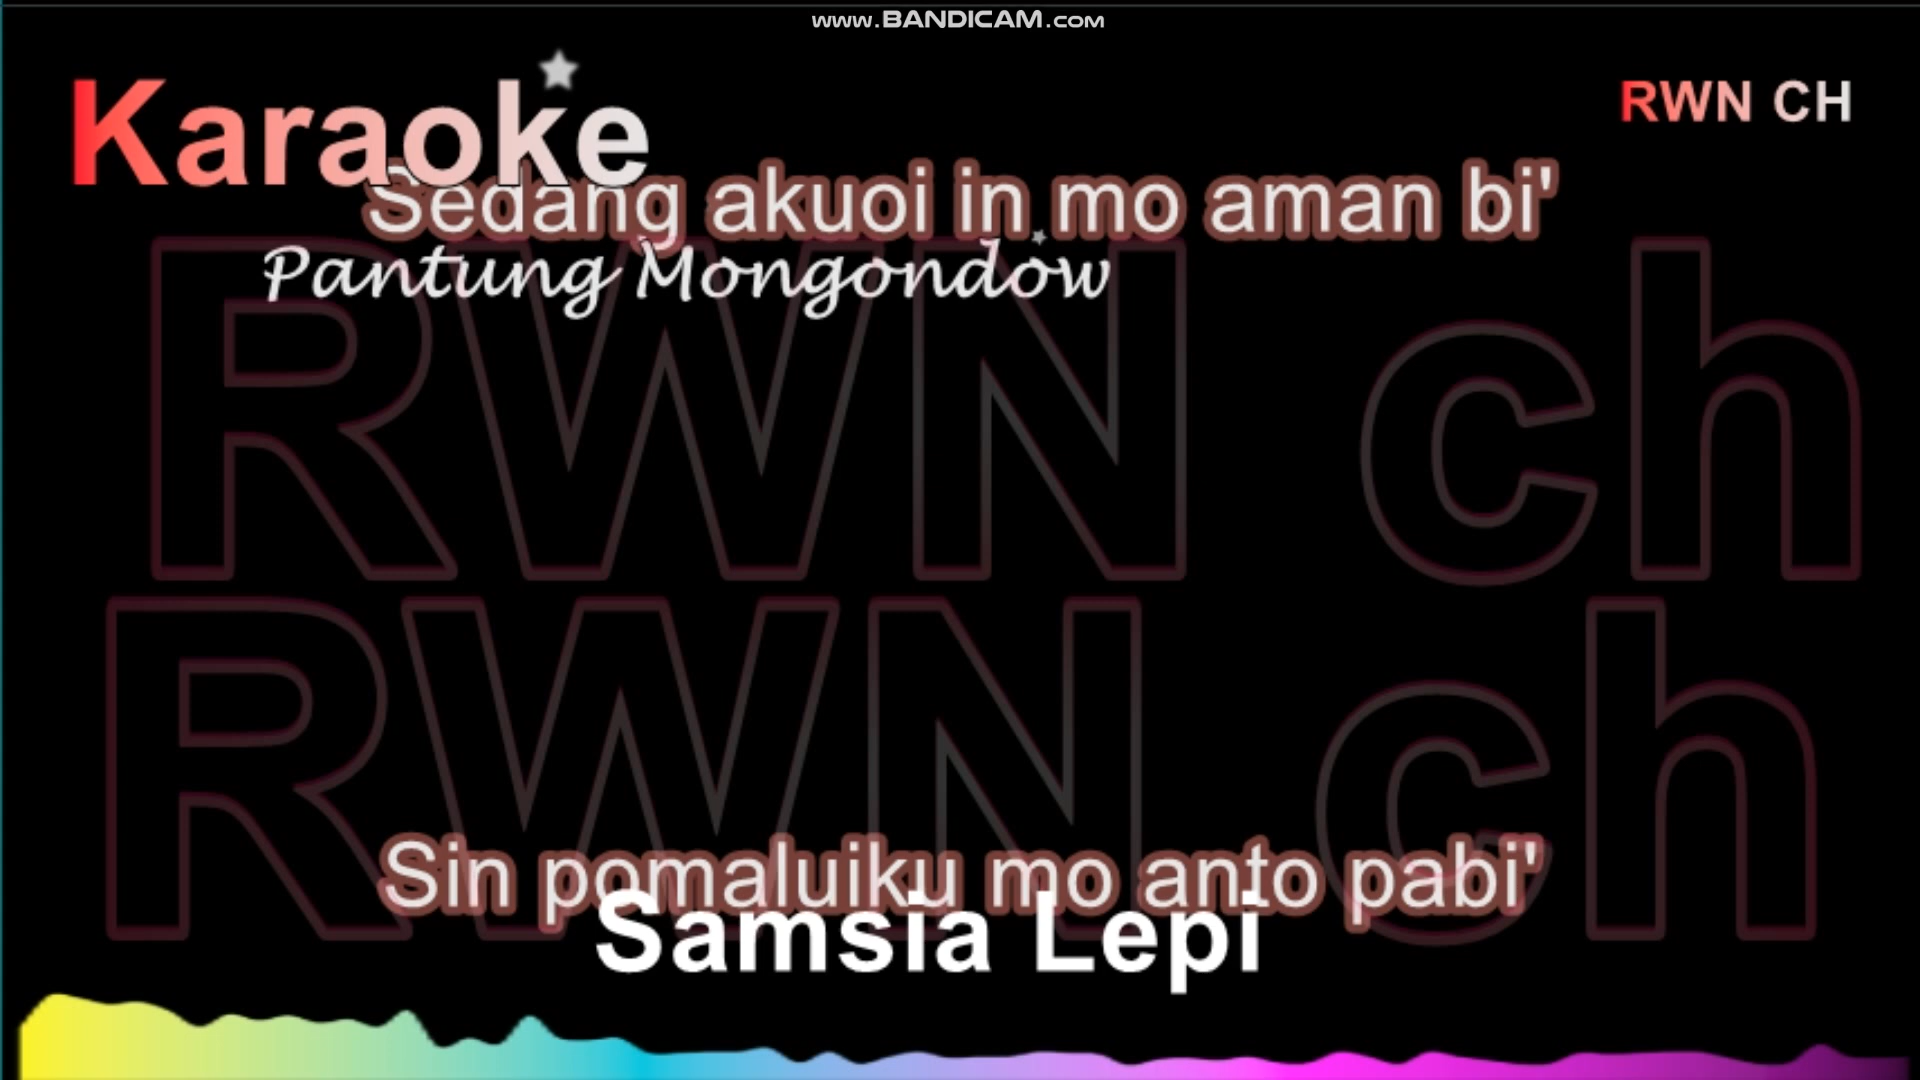 www.BANDICAM.com
Karaoke
RWN CH
Sedang akuoi in mo aman bi'
Pantung Mongondow
RWN ch
RWN ch
Sin pomaluiku mo anto pabi'
Samsia Lepi